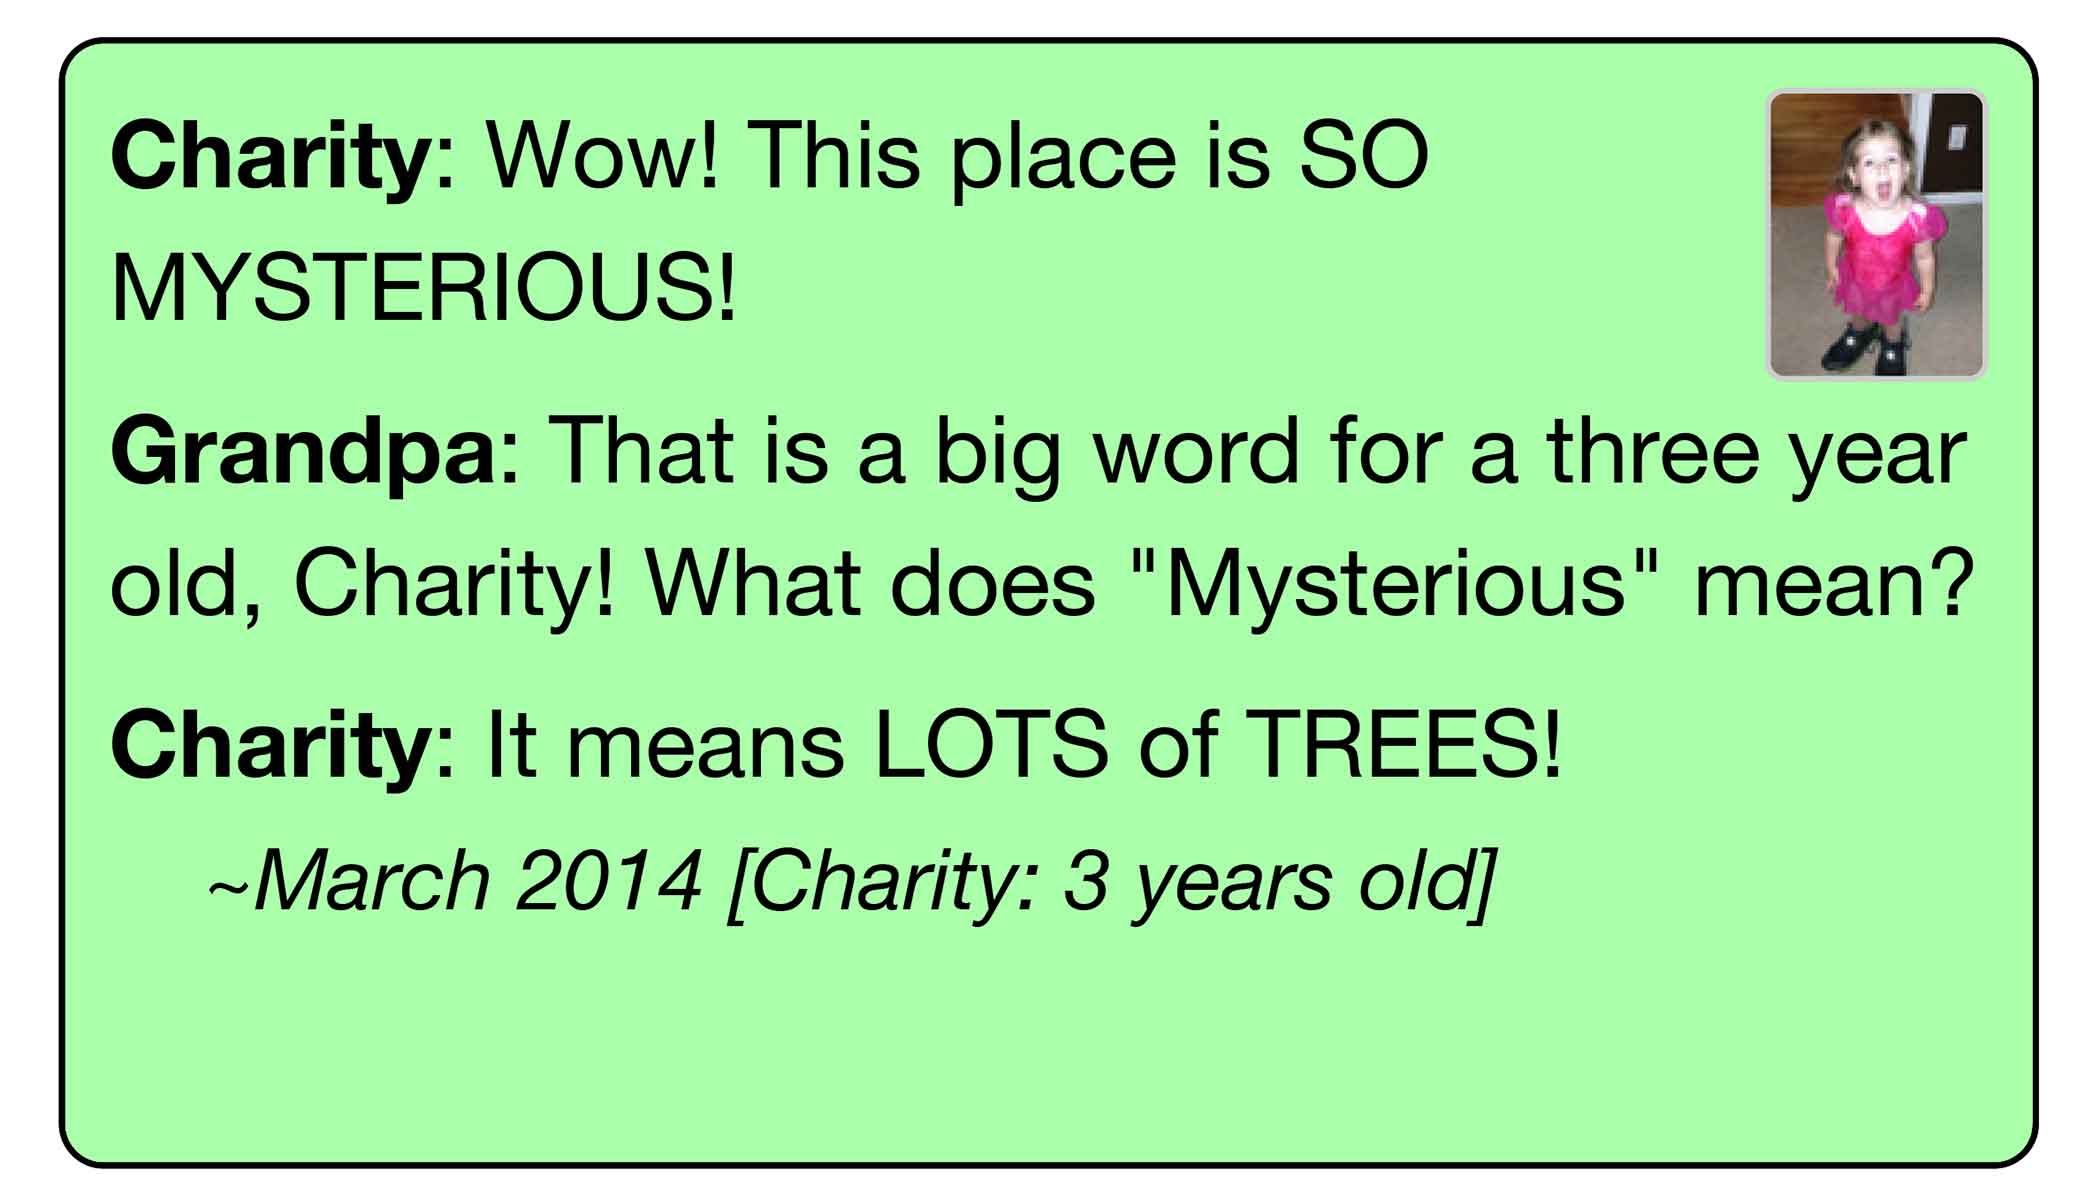 Charity: Wow! This place is SO
MYSTERIOUS!
Grandpa: That is a big word for a three year
old, Charity! What does "Mysterious" mean?
Charity: It means LOTS of TREES!
~March 2014 [Charity: 3 years old]